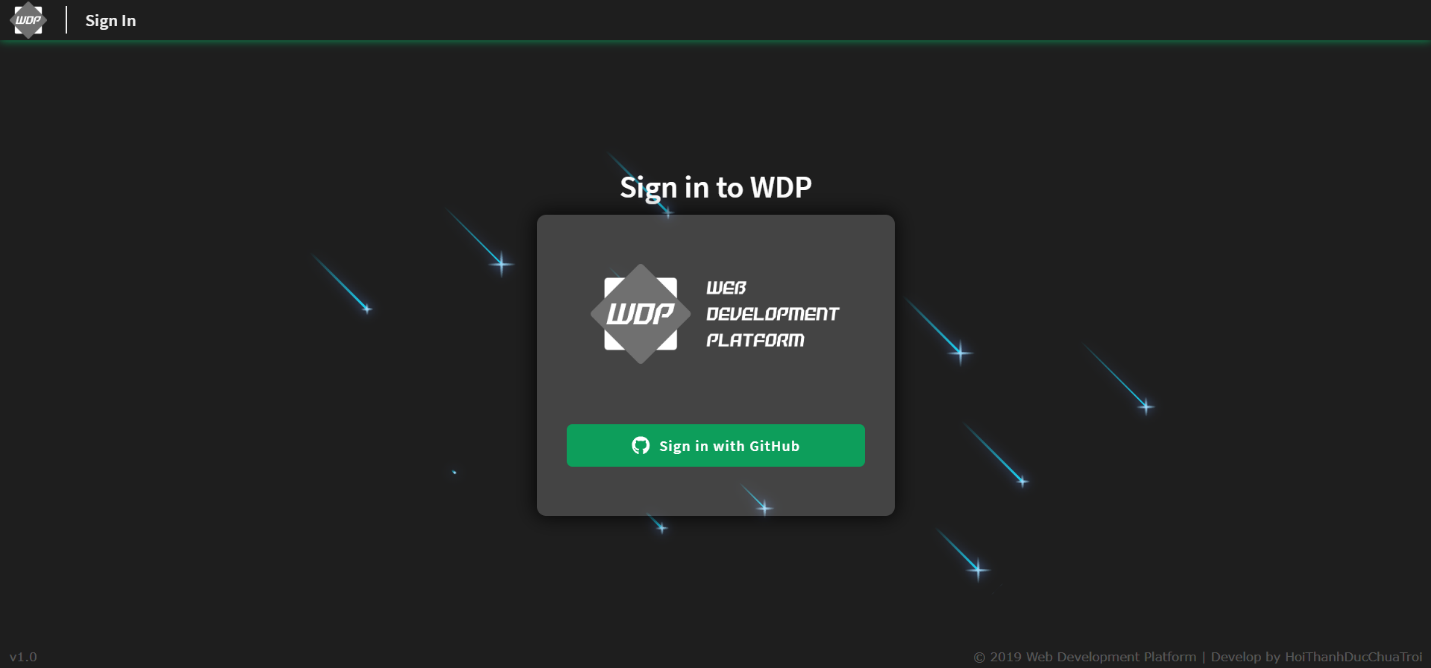 WDP
Sign In
Sign in to WDP
WDP
WEB
DEVELOPMENT
PLATFORM
Sign in with GitHub
v1.0
© 2019 Web Development Platform | Develop by HoiThanhDucChuaTroi